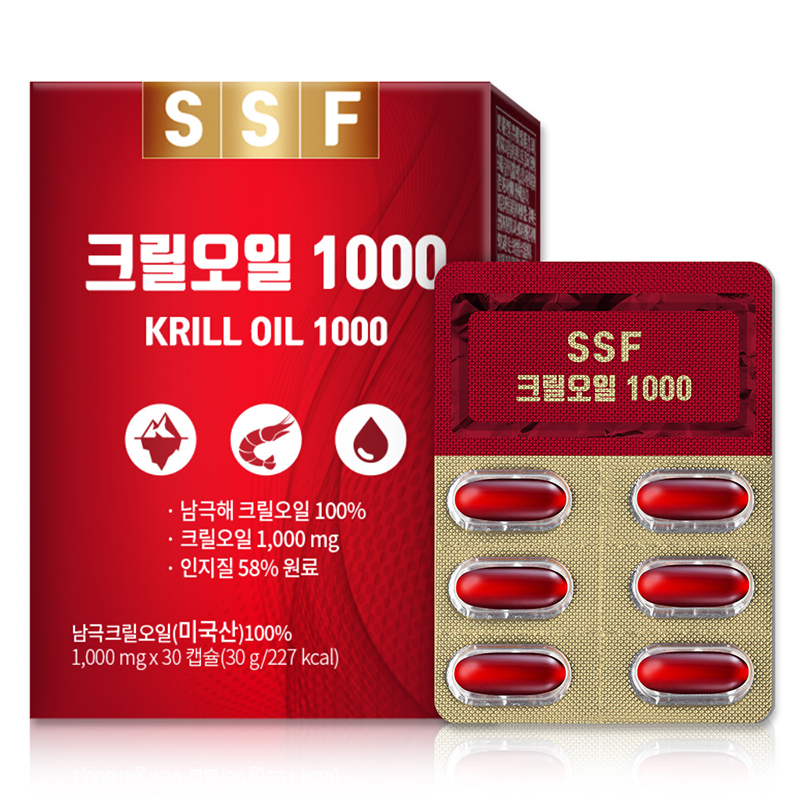 SSF
크릴오일 1000
KRILL OIL 1000
· 남극해 크릴오일 100%
· 크릴오일 1,000 mg
· 인지질 58% 원료
남극크릴오일(미국산)100%
1,000 mg x 30 캡슐(30 g/227 kcal)
SSF
크릴오일 1000